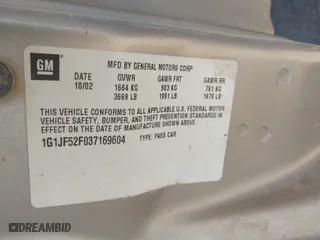 GM
MFD BY GENERAL MOTORS CORP
DATE GVWR GAWR FRT GAWR RR
10/02 1664 KG 903 KG 761 KG
3669 LB 1991 LB 1678 LB
THIS VEHICLE CONFORMS TO ALL APPLICABLE U.S. FEDERAL MOTOR
VEHICLE SAFETY, BUMPER, AND THEFT PREVENTION STANDARDS IN
EFFECT ON THE DATE OF MANUFACTURE SHOWN ABOVE.
1G1JF52F037169604 TYPE: PASS CAR